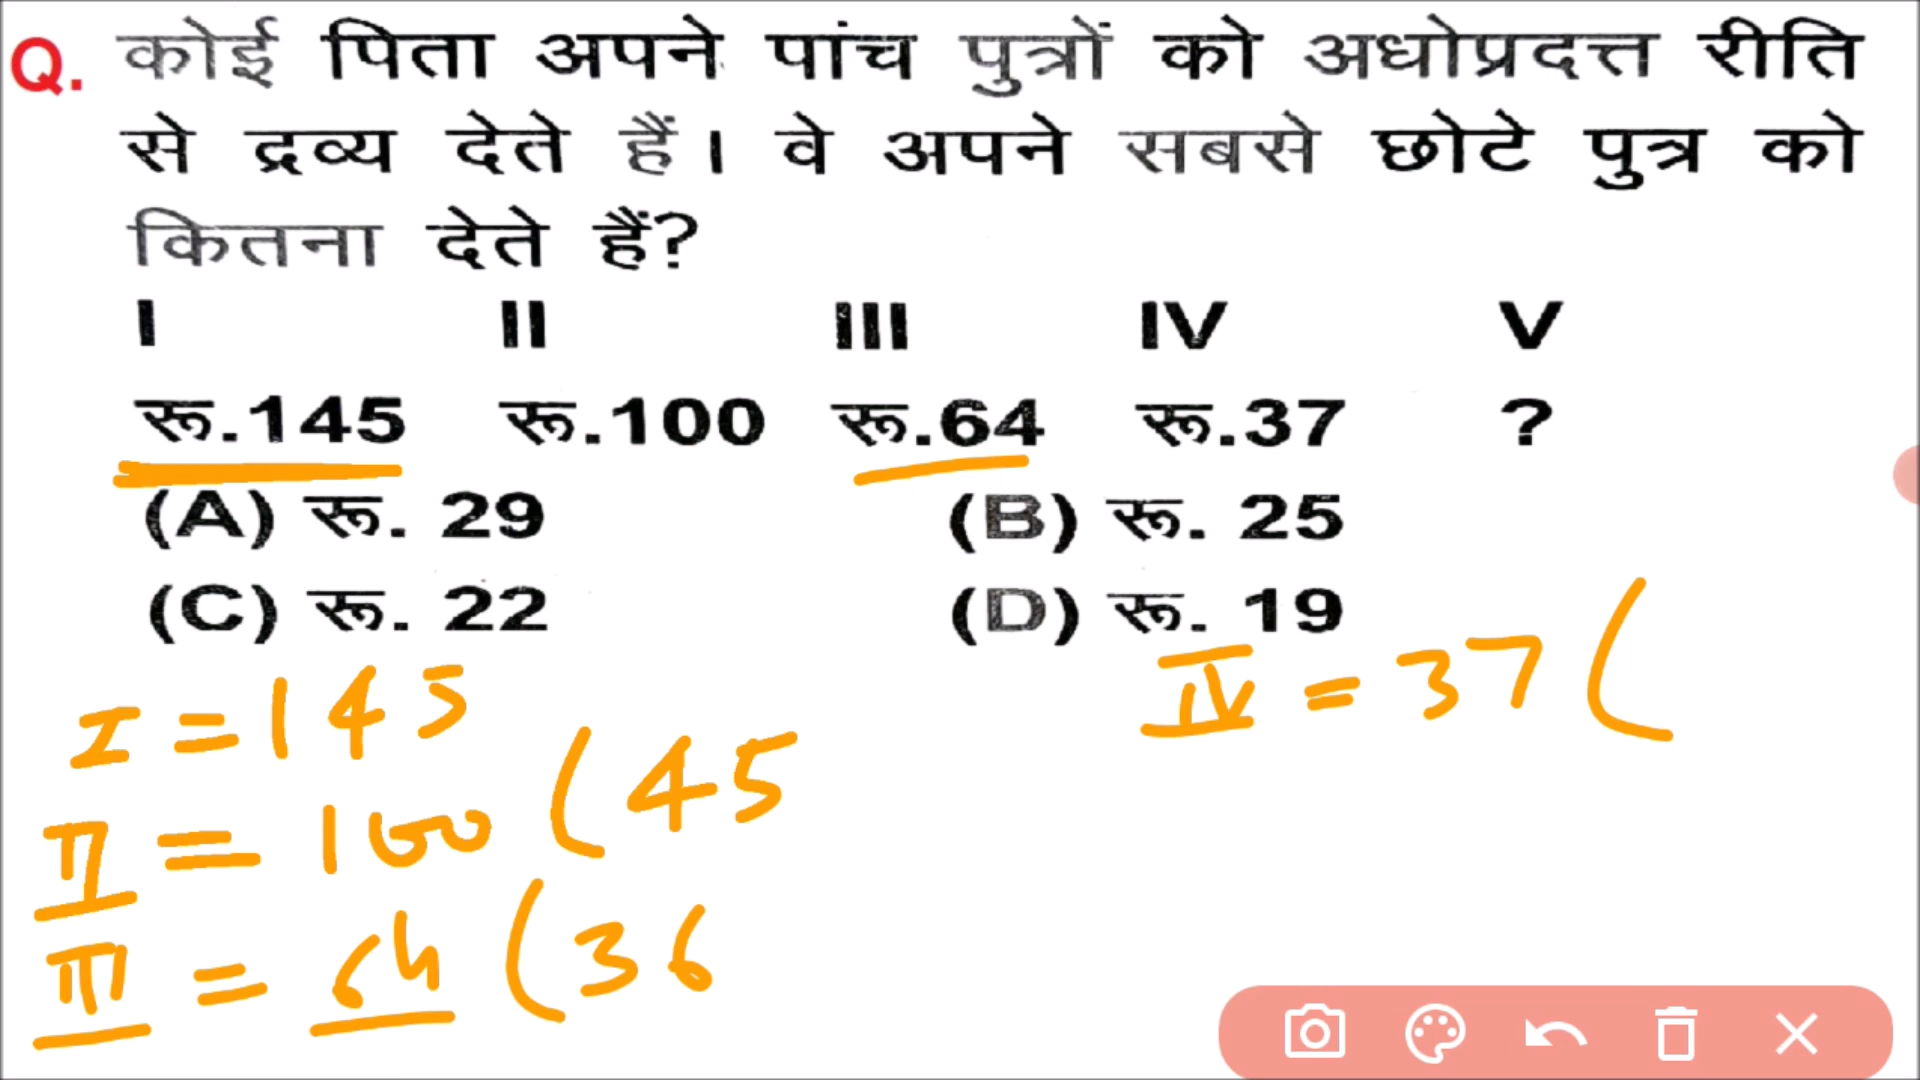 Q. कोई पिता अपने पांच पुत्रों को अधोप्रदत्त रीति
से द्रव्य देते हैं। वे अपने सबसे छोटे पुत्र को
कितना देते हैं?
I II III IV V
रू.145 रू.100 रू.64 रू.37 ?
(A) रू. 29 (B) रू. 25
(C) रू. 22 (D) रू. 19
I = 145
II = 100 (45
III = 64 (36
IV = 37 (